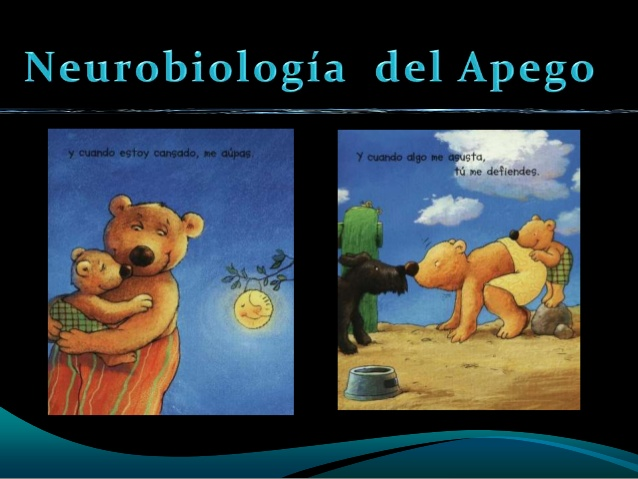 Neurobiología del Apego
y cuando estoy cansado, me aúpas.
Y cuando algo me asusta,
tú me defiendes.